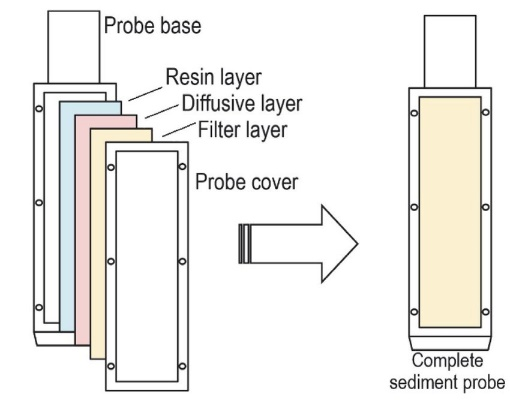 Probe base
Resin layer
Diffusive layer
Filter layer
Probe cover
Complete
sediment probe